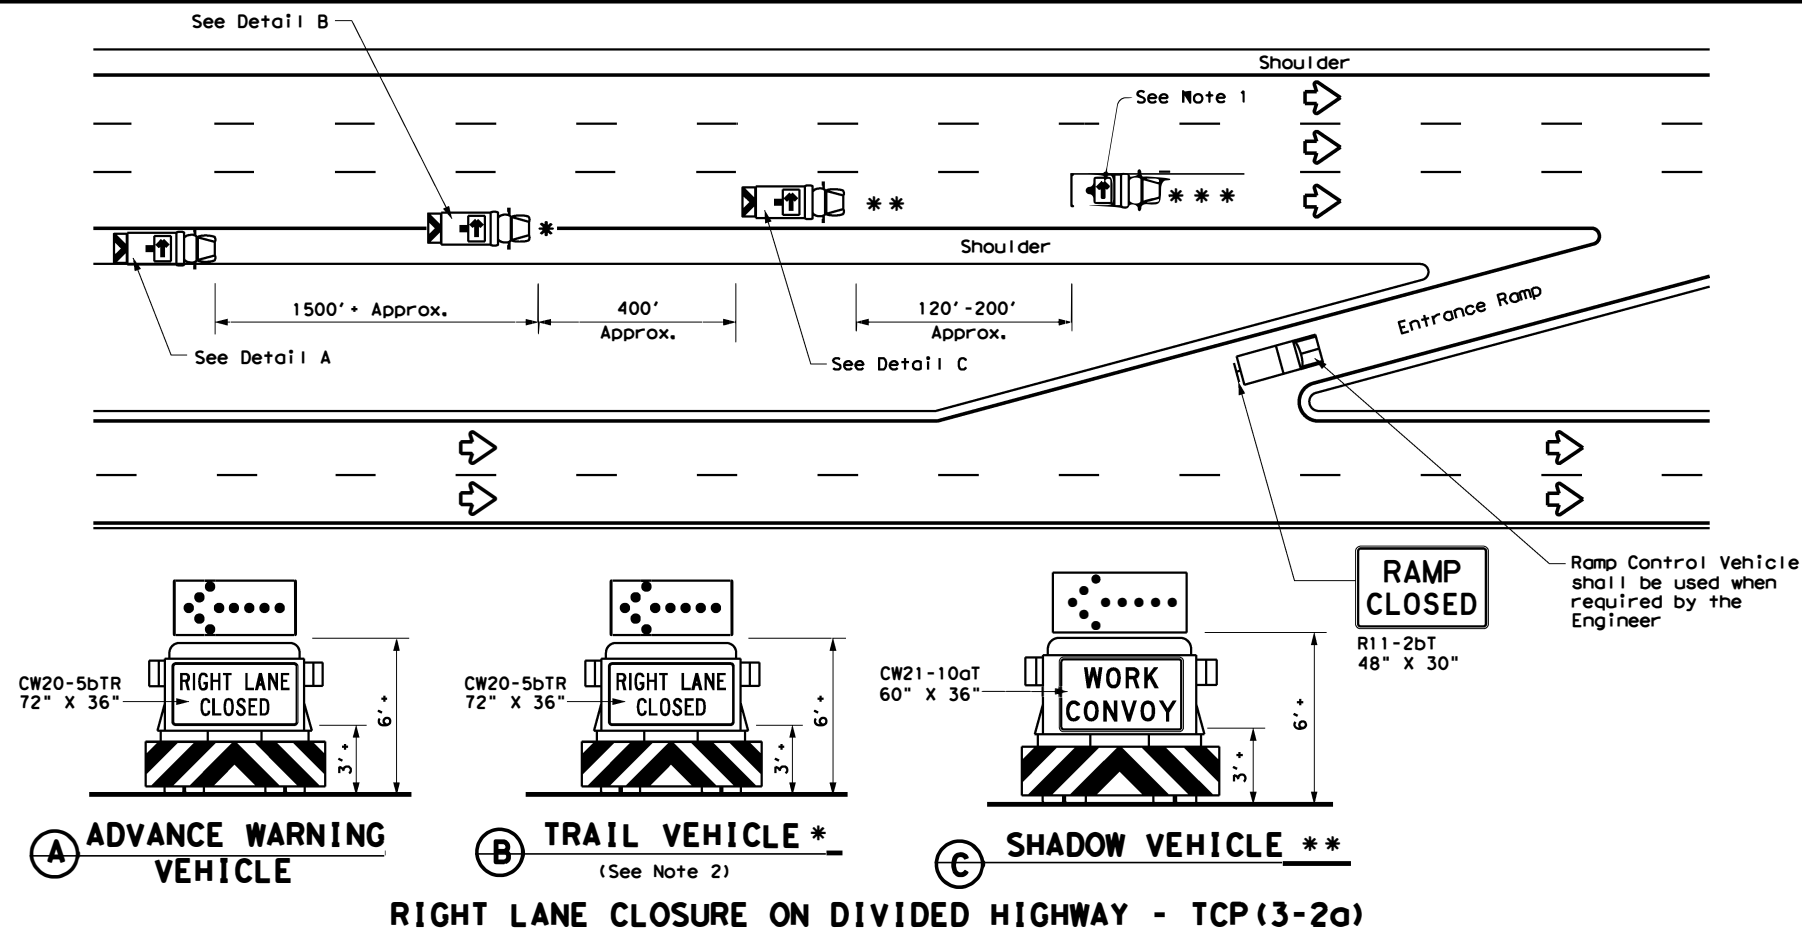 See Detail B
Shoulder
See Note 1
*
**
* * *
Shoulder
1500'+ Approx.
400'
Approx.
120'-200'
Approx.
Entrance Ramp
See Detail A
See Detail C
RAMP
CLOSED
R11-2bT
48" X 30"
Ramp Control Vehicle
shall be used when
required by the
Engineer
CW20-5bTR
72" X 36"
RIGHT LANE
CLOSED
6'+
3'+
CW20-5bTR
72" X 36"
RIGHT LANE
CLOSED
6'+
3'+
CW21-10aT
60" X 36"
WORK
CONVOY
6'+
3'+
A ADVANCE WARNING
VEHICLE
B TRAIL VEHICLE *
(See Note 2)
C SHADOW VEHICLE **
RIGHT LANE CLOSURE ON DIVIDED HIGHWAY - TCP(3-2a)